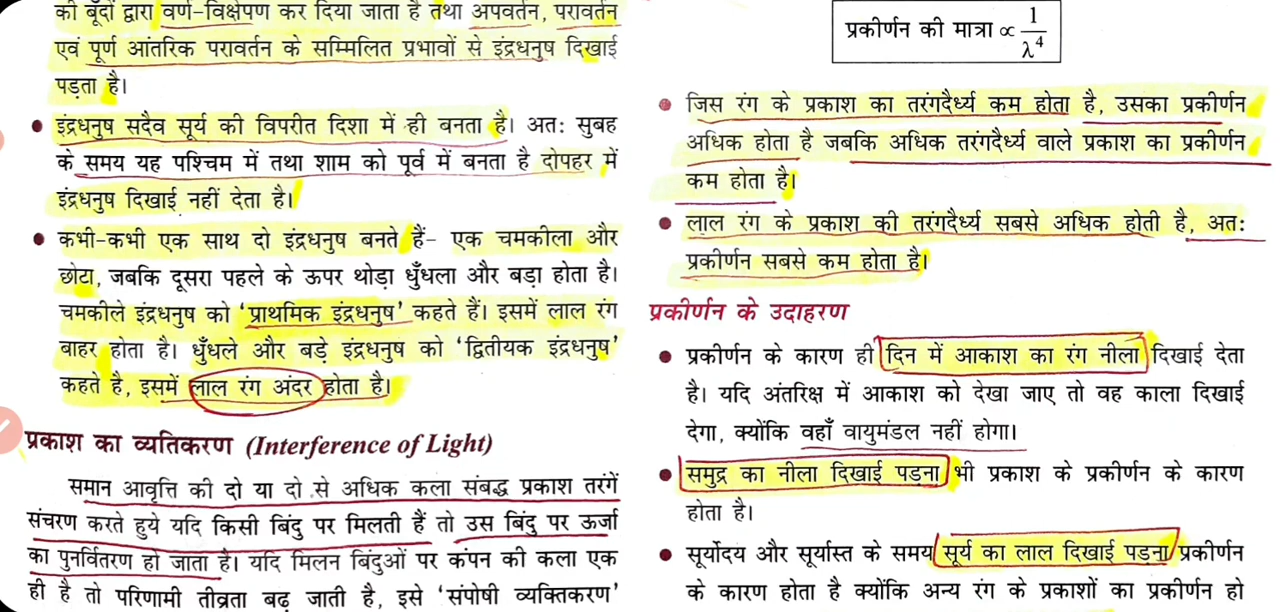 की बूँदों द्वारा वर्ण-विक्षेपण कर दिया जाता है तथा अपवर्तन, परावर्तन
एवं पूर्ण आंतरिक परावर्तन के सम्मिलित प्रभावों से इंद्रधनुष दिखाई
पड़ता है।
• इंद्रधनुष सदैव सूर्य की विपरीत दिशा में ही बनता है। अतः सुबह
के समय यह पश्चिम में तथा शाम को पूर्व में बनता है दोपहर में
इंद्रधनुष दिखाई नहीं देता है।
• कभी-कभी एक साथ दो इंद्रधनुष बनते हैं- एक चमकीला और
छोटा, जबकि दूसरा पहले के ऊपर थोड़ा धुँधला और बड़ा होता है।
चमकीले इंद्रधनुष को ‘प्राथमिक इंद्रधनुष’ कहते हैं। इसमें लाल रंग
बाहर होता है। धुँधले और बड़े इंद्रधनुष को ‘द्वितीयक इंद्रधनुष’
कहते है, इसमें लाल रंग अंदर होता है।
प्रकाश का व्यतिकरण (Interference of Light)
समान आवृत्ति की दो या दो से अधिक कला संबद्ध प्रकाश तरंगें
संचरण करते हुये यदि किसी बिंदु पर मिलती हैं तो उस बिंदु पर ऊर्जा
का पुनर्वितरण हो जाता है। यदि मिलन बिंदुओं पर कंपन की कला एक
ही है तो परिणामी तीव्रता बढ़ जाती है, इसे ‘संपोषी व्यक्तिकरण’
प्रकीर्णन की मात्रा ∝ 1/λ⁴
• जिस रंग के प्रकाश का तरंगदैर्ध्य कम होता है, उसका प्रकीर्णन
अधिक होता है जबकि अधिक तरंगदैर्ध्य वाले प्रकाश का प्रकीर्णन
कम होता है।
• लाल रंग के प्रकाश की तरंगदैर्ध्य सबसे अधिक होती है, अतः
प्रकीर्णन सबसे कम होता है।
प्रकीर्णन के उदाहरण
• प्रकीर्णन के कारण ही दिन में आकाश का रंग नीला दिखाई देता
है। यदि अंतरिक्ष में आकाश को देखा जाए तो वह काला दिखाई
देगा, क्योंकि वहाँ वायुमंडल नहीं होगा।
• समुद्र का नीला दिखाई पड़ना भी प्रकाश के प्रकीर्णन के कारण
होता है।
• सूर्योदय और सूर्यास्त के समय सूर्य का लाल दिखाई पड़ना प्रकीर्णन
के कारण होता है क्योंकि अन्य रंग के प्रकाशों का प्रकीर्णन हो